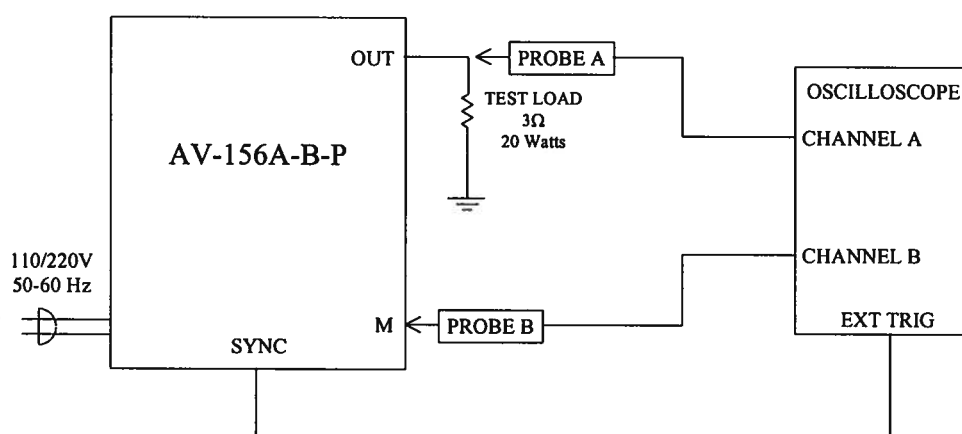 OUT
PROBE A
TEST LOAD
3Ω
20 Watts
OSCILLOSCOPE
CHANNEL A
AV-156A-B-P
CHANNEL B
110/220V
50-60 Hz
M
PROBE B
SYNC
EXT TRIG